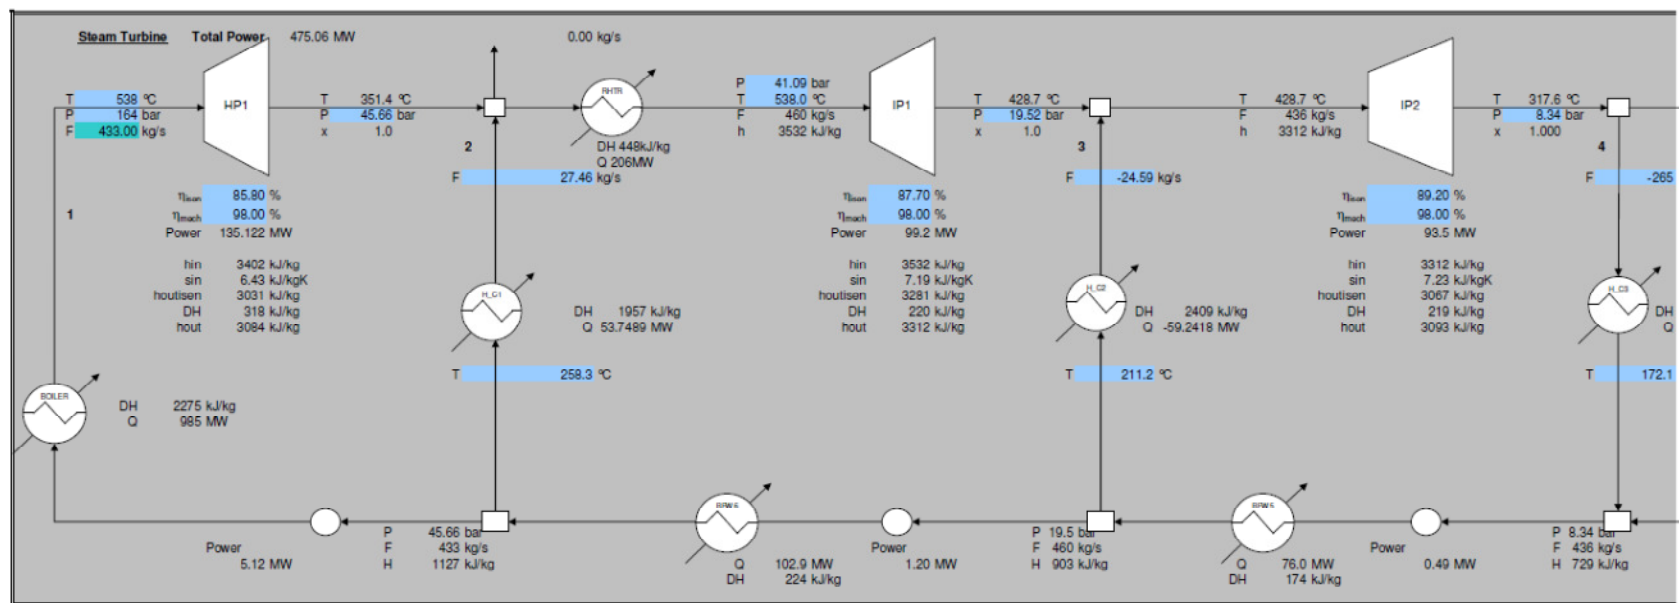 Steam Turbine Total Power 475.06 MW 0.00 kg/s
HP1
T 538 ºC
P 164 bar
F 433.00 kg/s
T 351.4 ºC
P 45.66 bar
x 1.0
RHTR
DH 448kJ/kg
Q 206MW
P 41.09 bar
T 538.0 ºC
F 460 kg/s
h 3532 kJ/kg
IP1
T 428.7 ºC
P 19.52 bar
x 1.0
T 428.7 ºC
F 436 kg/s
h 3312 kJ/kg
IP2
T 317.6 ºC
P 8.34 bar
x 1.000
2
F 27.46 kg/s
3
F -24.59 kg/s
4
F -265
1
ηisen 85.80 %
ηmech 98.00 %
Power 135.122 MW
hin 3402 kJ/kg
sin 6.43 kJ/kgK
houtisen 3031 kJ/kg
DH 318 kJ/kg
hout 3084 kJ/kg
ηisen 87.70 %
ηmech 98.00 %
Power 99.2 MW
hin 3532 kJ/kg
sin 7.19 kJ/kgK
houtisen 3281 kJ/kg
DH 220 kJ/kg
hout 3312 kJ/kg
ηisen 89.20 %
ηmech 98.00 %
Power 93.5 MW
hin 3312 kJ/kg
sin 7.23 kJ/kgK
houtisen 3067 kJ/kg
DH 219 kJ/kg
hout 3093 kJ/kg
H_C1
DH 1957 kJ/kg
Q 53.7489 MW
H_C2
DH 2409 kJ/kg
Q -59.2418 MW
H_C3
DH
Q
T 258.3 ºC
T 211.2 ºC
T 172.1
BOILER
DH 2275 kJ/kg
Q 985 MW
Power
5.12 MW
P 45.66 bar
F 433 kg/s
H 1127 kJ/kg
Q 102.9 MW
DH 224 kJ/kg
Power
1.20 MW
P 19.5 bar
F 460 kg/s
H 903 kJ/kg
Q 76.0 MW
DH 174 kJ/kg
Power
0.49 MW
P 8.34 bar
F 436 kg/s
H 729 kJ/kg